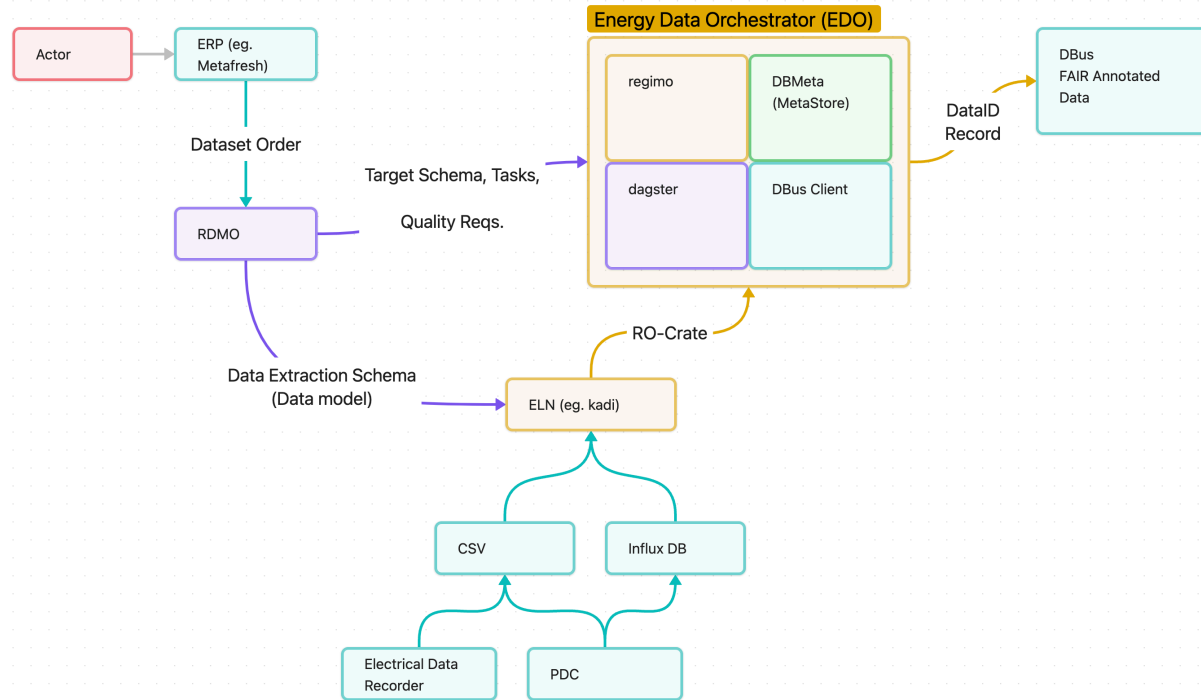 Energy Data Orchestrator (EDO)
Actor
ERP (eg.
Metafresh)
regimo
DBMeta
(MetaStore)
DBus
FAIR Annotated
Data
DataID
Record
Dataset Order
Target Schema, Tasks,
Quality Reqs.
dagster
DBus Client
RDMO
RO-Crate
Data Extraction Schema
(Data model)
ELN (eg. kadi)
CSV
Influx DB
Electrical Data
Recorder
PDC